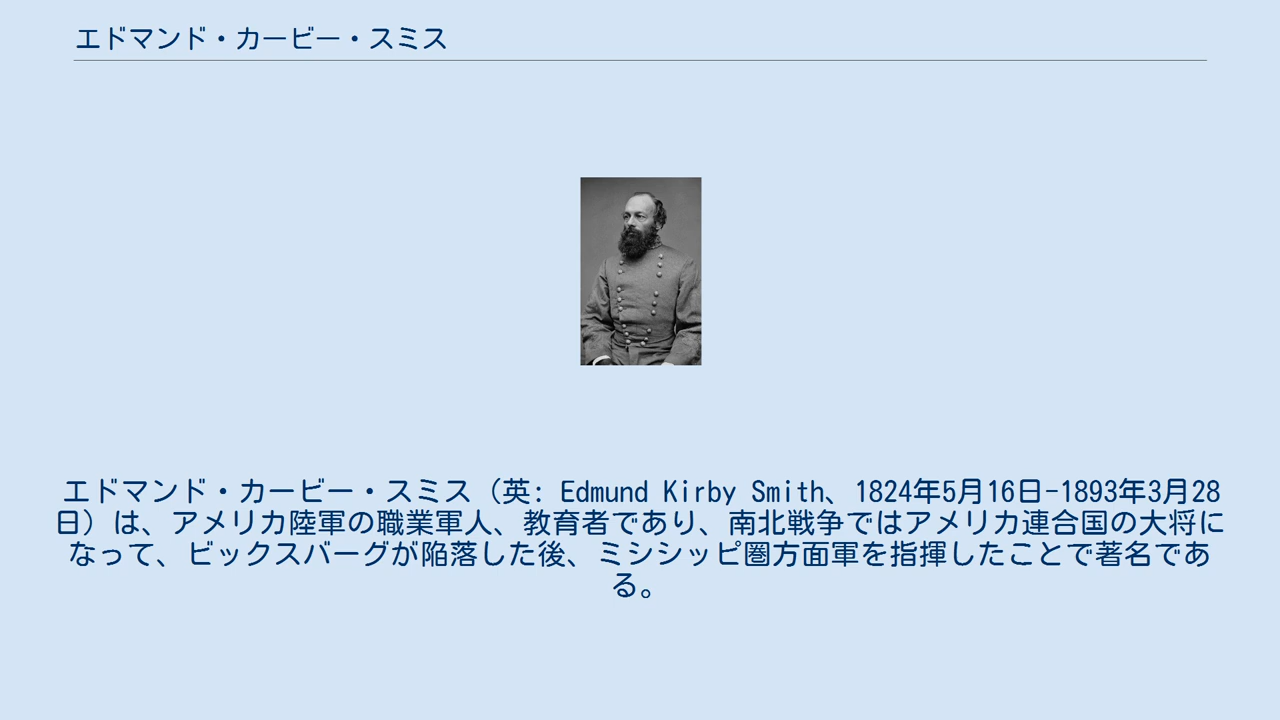 エドマンド・カービー・スミス
エドマンド・カービー・スミス（英: Edmund Kirby Smith、1824年5月16日-1893年3月28
日）は、アメリカ陸軍の職業軍人、教育者であり、南北戦争ではアメリカ連合国の大将に
なって、ビックスバーグが陥落した後、ミシシッピ圏方面軍を指揮したことで著名であ
る。